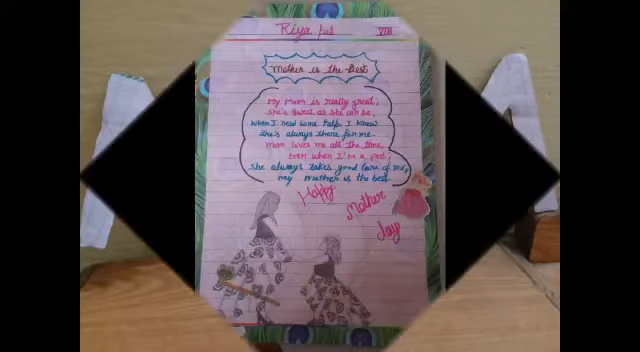 Riya Pal VIII
Mother is the Best
My Mom is really great,
She's sweet as she can be,
When I need some help, I know
She's always there for me.
Mom loves me all the time,
Even when I'm a pest,
She always takes good care of me,
my mother is the best
Happy
Mother
day